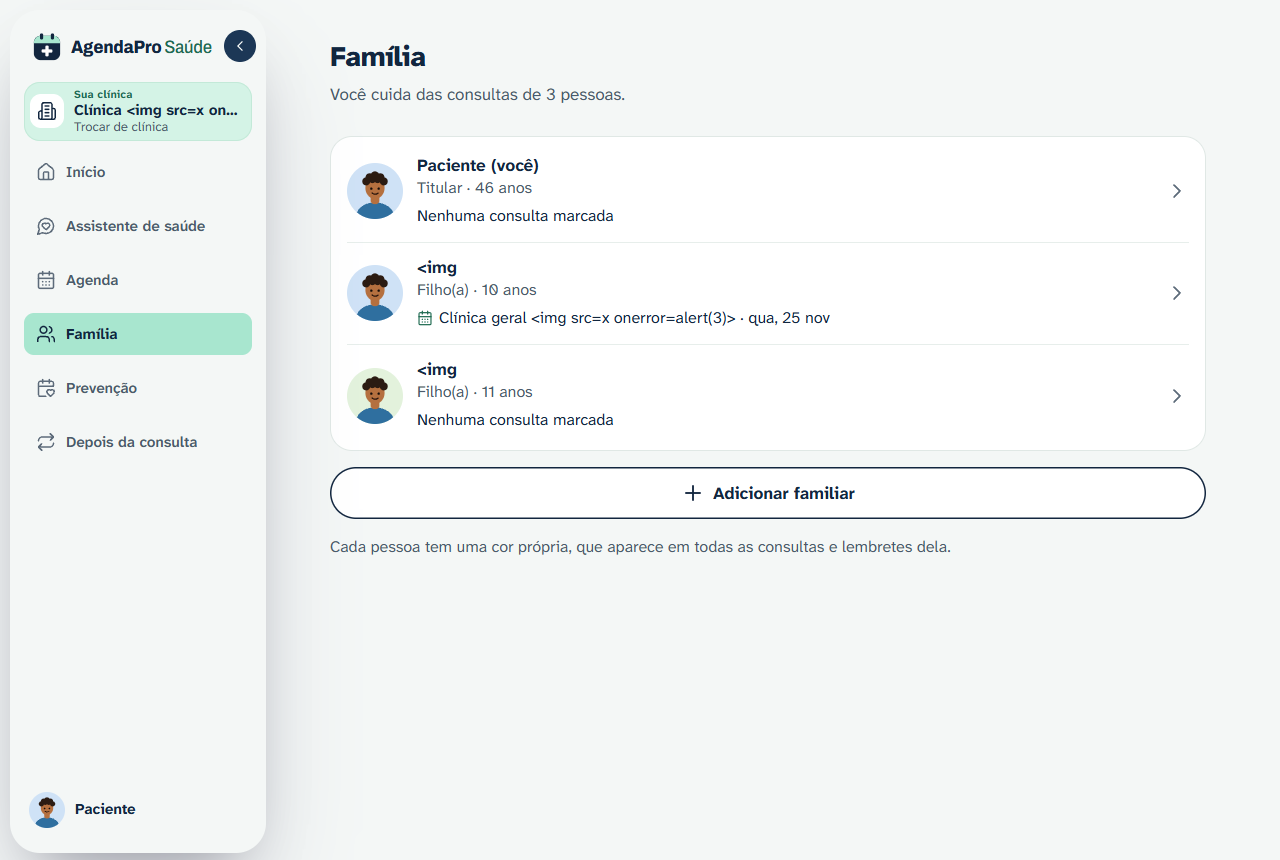 AgendaPro Saúde
Sua clínica
Clínica <img src=x on...
Trocar de clínica
Início
Assistente de saúde
Agenda
Família
Prevenção
Depois da consulta
Paciente
Família
Você cuida das consultas de 3 pessoas.
Paciente (você)
Titular · 46 anos
Nenhuma consulta marcada
<img
Filho(a) · 10 anos
Clínica geral <img src=x onerror=alert(3)> · qua, 25 nov
<img
Filho(a) · 11 anos
Nenhuma consulta marcada
Adicionar familiar
Cada pessoa tem uma cor própria, que aparece em todas as consultas e lembretes dela.